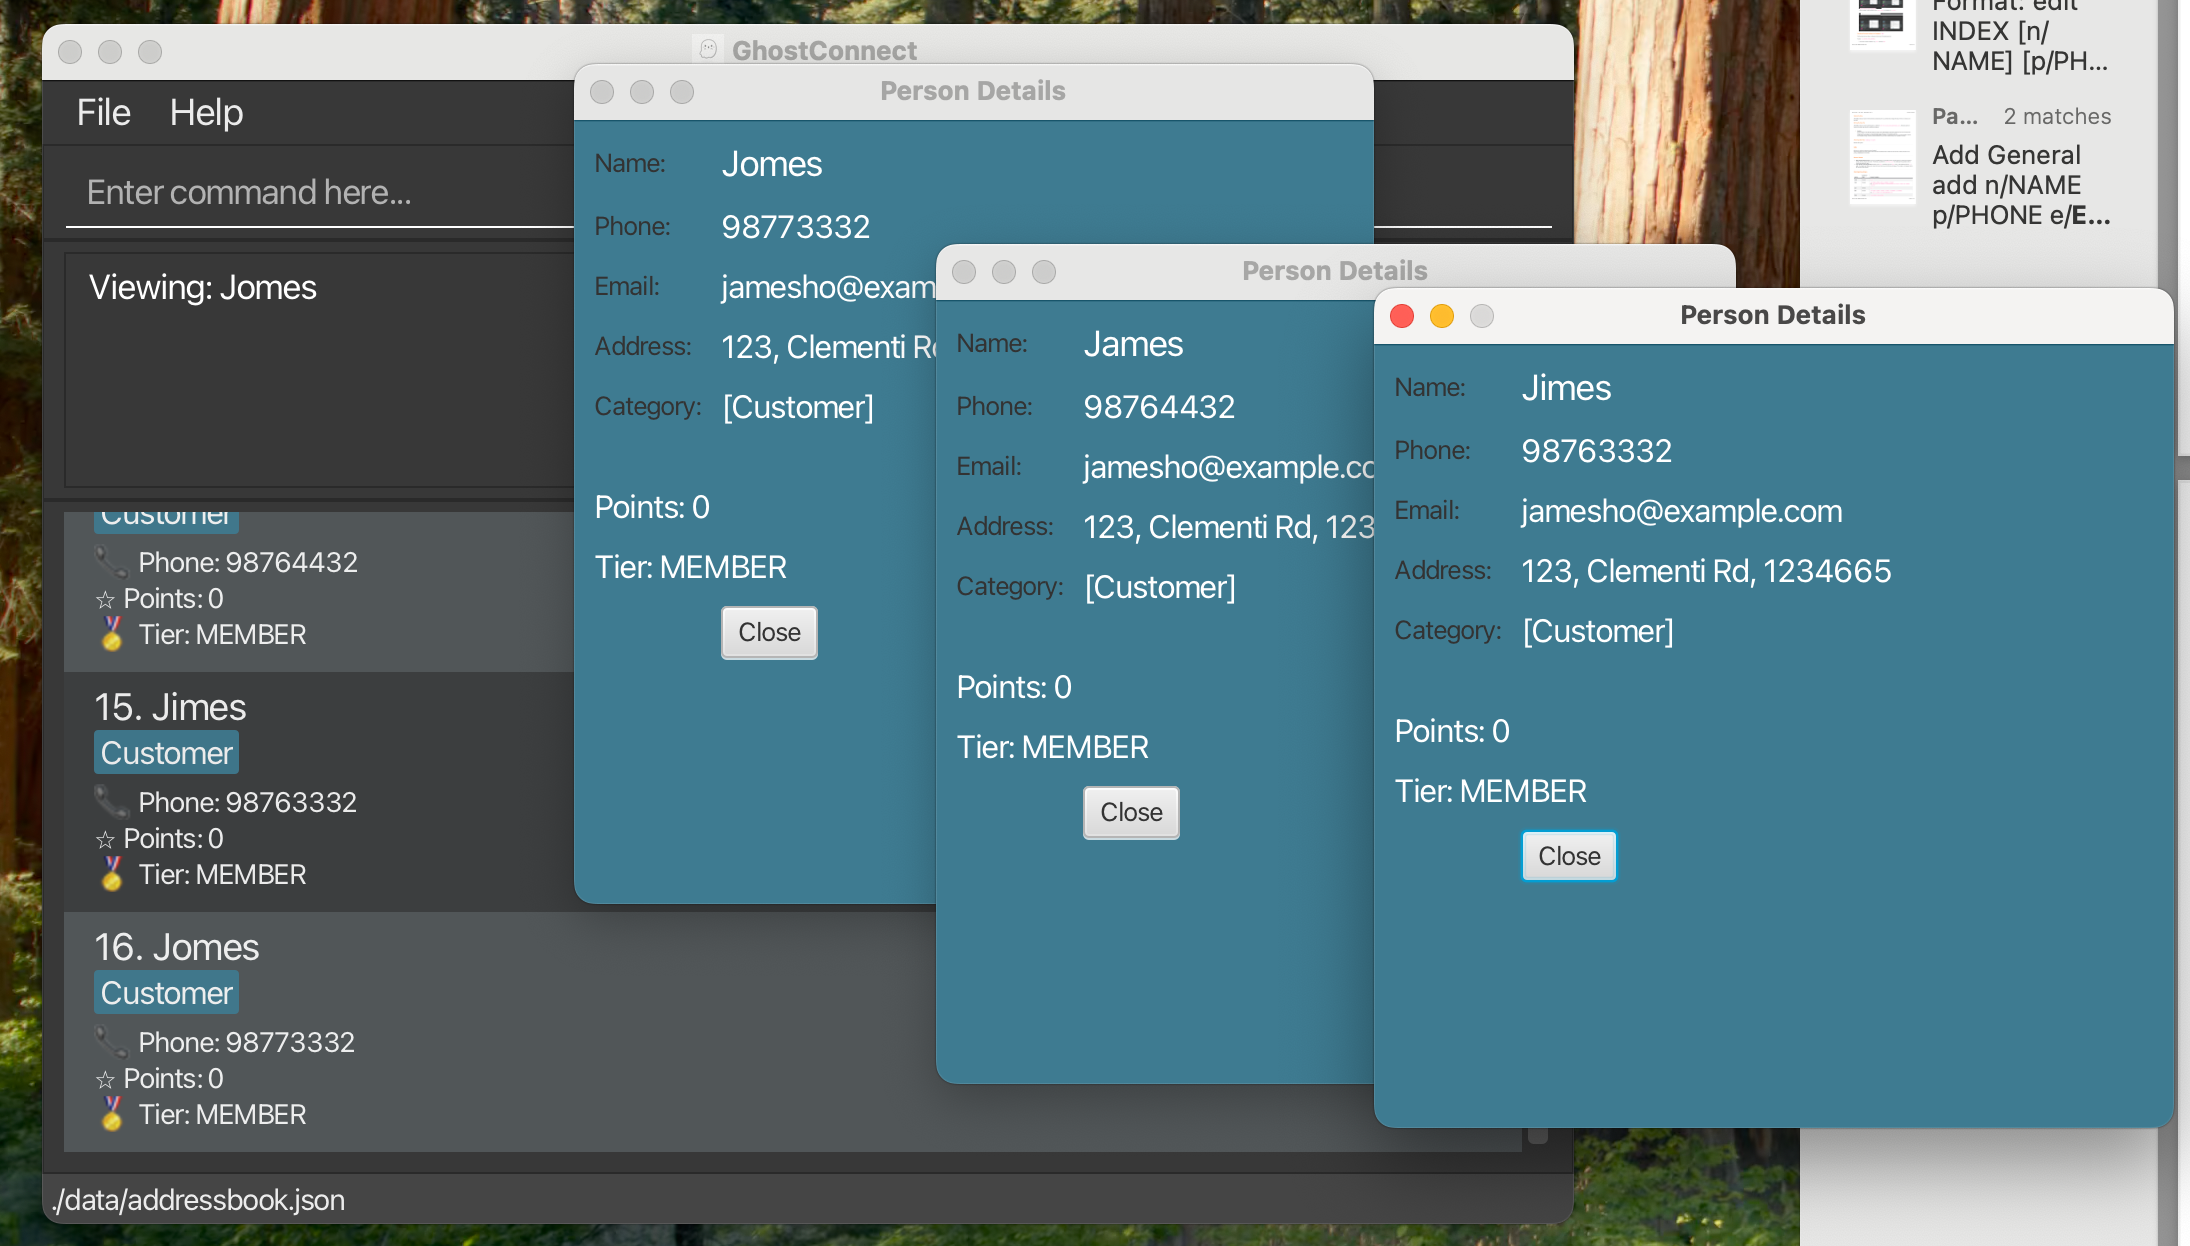 GhostConnect
File Help
Enter command here...
Viewing: Jomes
Customer
Phone: 98764432
Points: 0
Tier: MEMBER
15. Jimes
Customer
Phone: 98763332
Points: 0
Tier: MEMBER
16. Jomes
Customer
Phone: 98773332
Points: 0
Tier: MEMBER
./data/addressbook.json
Person Details
Name: Jomes
Phone: 98773332
Email: jamesho@exam
Address: 123, Clementi
Category: [Customer]
Points: 0
Tier: MEMBER
Close
Person Details
Name: James
Phone: 98764432
Email: jamesho@example.co
Address: 123, Clementi Rd, 123
Category: [Customer]
Points: 0
Tier: MEMBER
Close
Person Details
Name: Jimes
Phone: 98763332
Email: jamesho@example.com
Address: 123, Clementi Rd, 1234665
Category: [Customer]
Points: 0
Tier: MEMBER
Close
Format: edit
INDEX [n/
NAME] [p/PH...
Pa... 2 matches
Add General
add n/NAME
p/PHONE e/E...